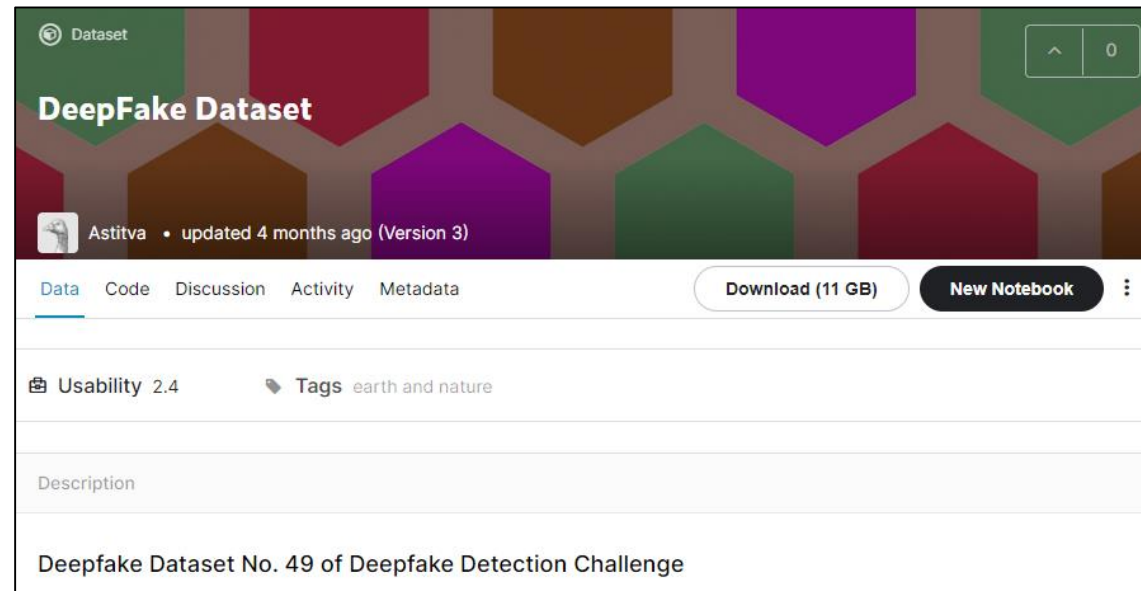 Dataset
0
DeepFake Dataset
Astitva • updated 4 months ago (Version 3)
Data Code Discussion Activity Metadata Download (11 GB) New Notebook
Usability 2.4 Tags earth and nature
Description
Deepfake Dataset No. 49 of Deepfake Detection Challenge